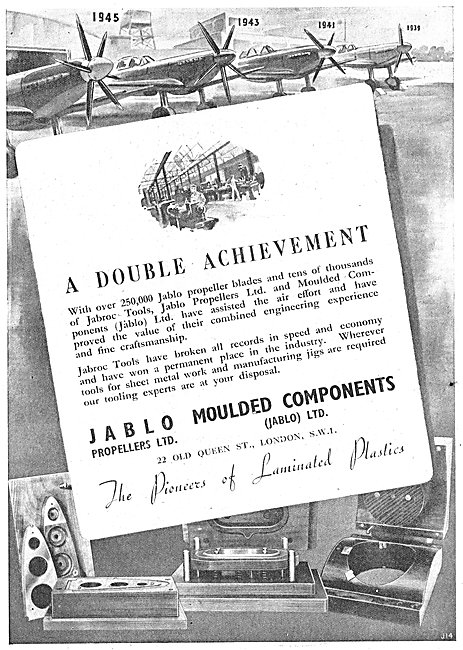 1945
1943
1941
1939
A DOUBLE ACHIEVEMENT
With over 250,000 Jablo propeller blades and tens of thousands
of Jabroc Tools, Jablo Propellers Ltd. and Moulded Com-
ponents (Jablo) Ltd. have assisted the air effort and have
proved the value of their combined engineering experience
and fine craftsmanship.
Jabroc Tools have broken all records in speed and economy
and have won a permanent place in the industry. Wherever
tools for sheet metal work and manufacturing jigs are required
our tooling experts are at your disposal.
JABLO MOULDED COMPONENTS
PROPELLERS LTD. (JABLO) LTD.
22 OLD QUEEN ST., LONDON, S.W.1.
The Pioneers of Laminated Plastics
J14